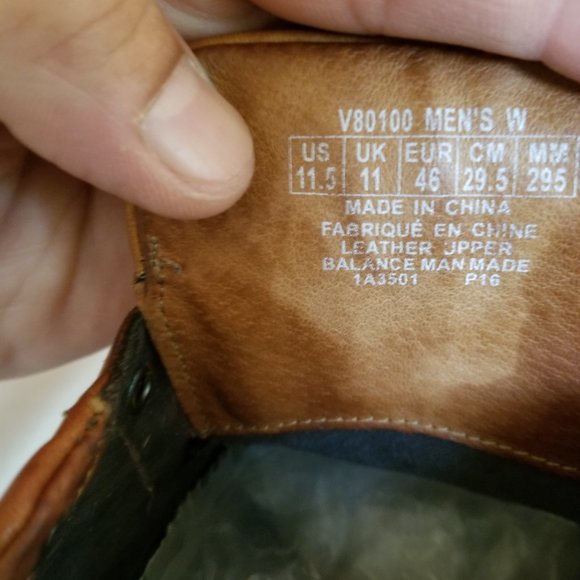 V80100 MEN'S W
US UK EUR CM MM
11.5 11 46 29.5 295
MADE IN CHINA
FABRIQUÉ EN CHINE
LEATHER UPPER
BALANCE MAN MADE
1A3501 P16